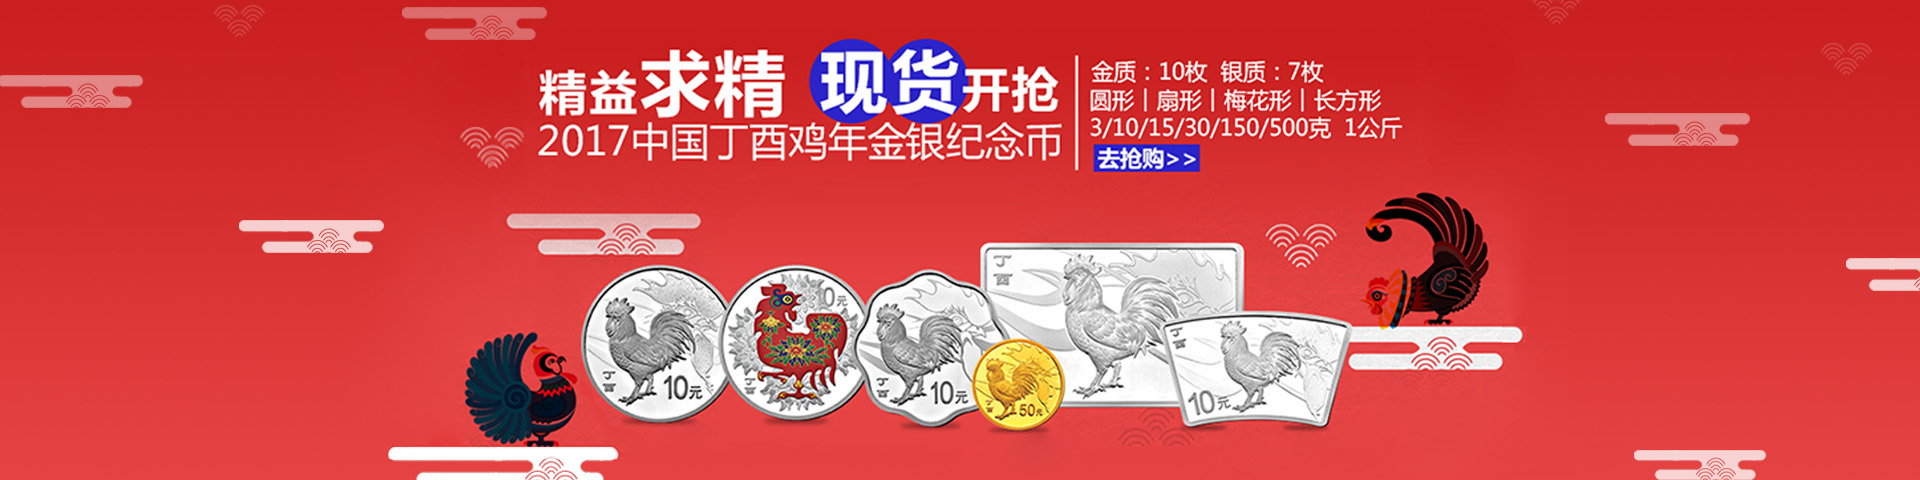 精益求精 现货开抢
2017中国丁酉鸡年金银纪念币
金质：10枚 银质：7枚
圆形｜扇形｜梅花形｜长方形
3/10/15/30/150/500克 1公斤
去抢购>>
丁酉
10元
丁酉
10元
丁酉
10元
丁酉
50元
丁酉
丁酉
10元